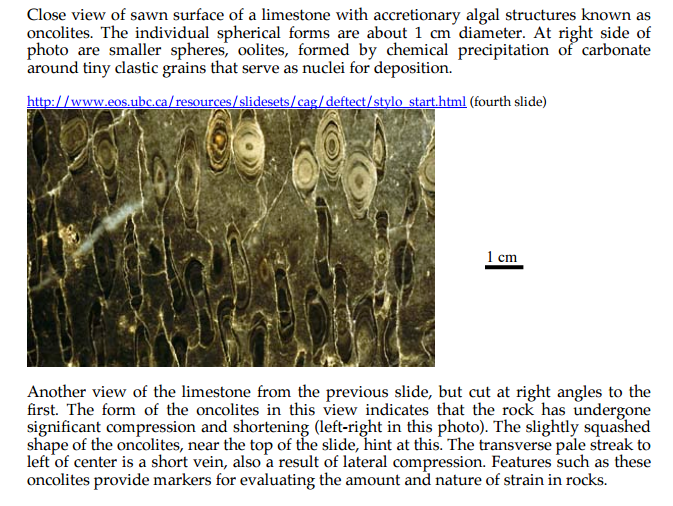 Close view of sawn surface of a limestone with accretionary algal structures known as
oncolites. The individual spherical forms are about 1 cm diameter. At right side of
photo are smaller spheres, oolites, formed by chemical precipitation of carbonate
around tiny clastic grains that serve as nuclei for deposition.
http://www.eos.ubc.ca/resources/slidesets/cag/deftect/stylo_start.html (fourth slide)
1 cm
Another view of the limestone from the previous slide, but cut at right angles to the
first. The form of the oncolites in this view indicates that the rock has undergone
significant compression and shortening (left-right in this photo). The slightly squashed
shape of the oncolites, near the top of the slide, hint at this. The transverse pale streak to
left of center is a short vein, also a result of lateral compression. Features such as these
oncolites provide markers for evaluating the amount and nature of strain in rocks.